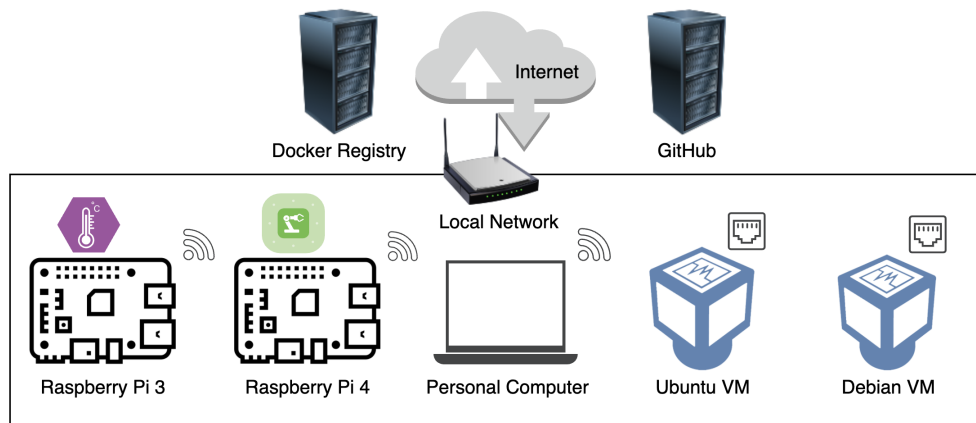 Internet
Docker Registry
GitHub
Local Network
°C
Raspberry Pi 3
Raspberry Pi 4
Personal Computer
Ubuntu VM
Debian VM